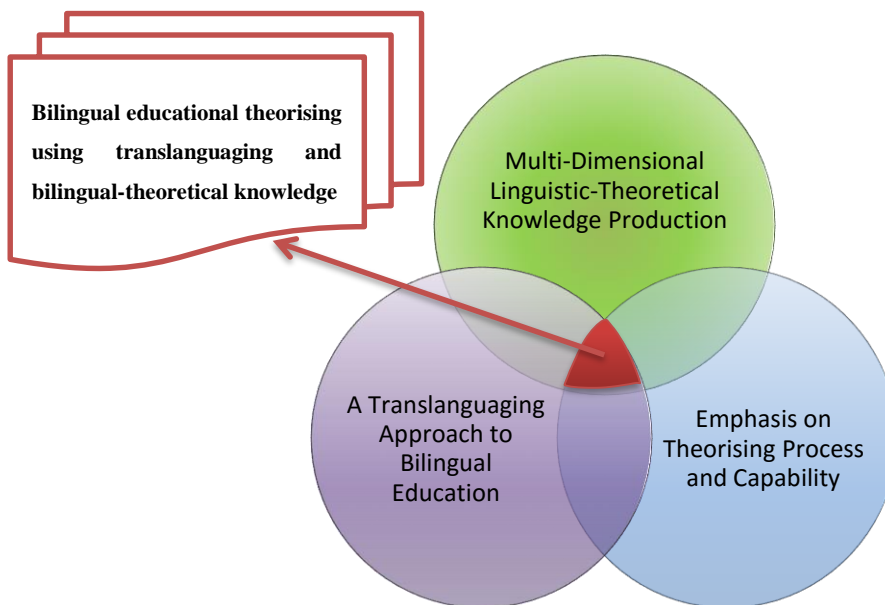 Bilingual educational theorising
using translanguaging and
bilingual-theoretical knowledge
Multi-Dimensional
Linguistic-Theoretical
Knowledge Production
A Translanguaging
Approach to
Bilingual
Education
Emphasis on
Theorising Process
and Capability